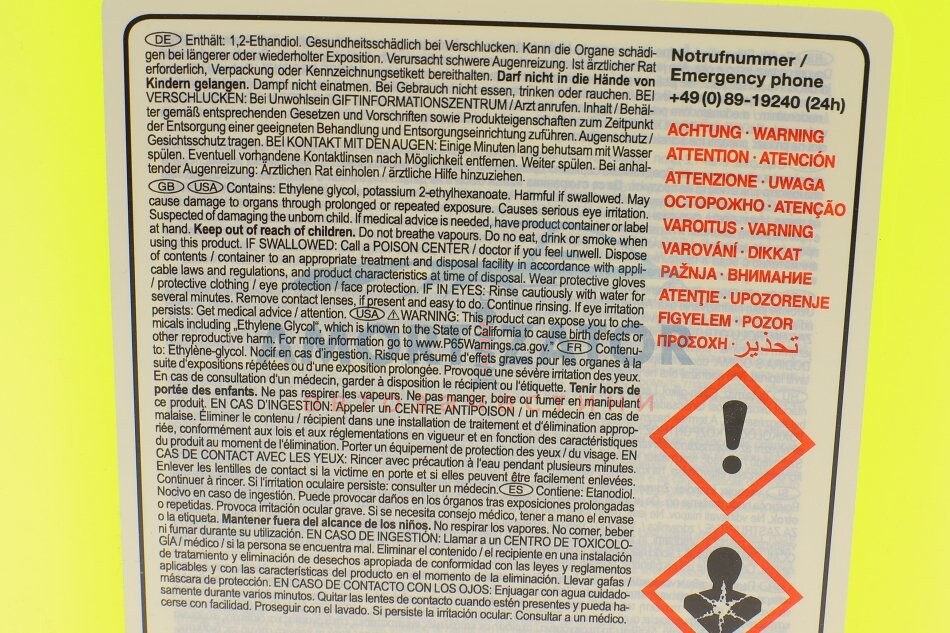 DE Enthält: 1,2-Ethandiol. Gesundheitsschädlich bei Verschlucken. Kann die Organe schädi-
gen bei längerer oder wiederholter Exposition. Verursacht schwere Augenreizung. Ist ärztlicher Rat
erforderlich, Verpackung oder Kennzeichnungsetikett bereithalten. Darf nicht in die Hände von
Kindern gelangen. Dampf nicht einatmen. Bei Gebrauch nicht essen, trinken oder rauchen. BEI
VERSCHLUCKEN: Bei Unwohlsein GIFTINFORMATIONSZENTRUM / Arzt anrufen. Inhalt / Behäl-
ter gemäß entsprechenden Gesetzen und Vorschriften sowie Produkteigenschaften zum Zeitpunkt
der Entsorgung einer geeigneten Behandlung und Entsorgungseinrichtung zuführen. Augenschutz /
Gesichtsschutz tragen. BEI KONTAKT MIT DEN AUGEN: Einige Minuten lang behutsam mit Wasser
spülen. Eventuell vorhandene Kontaktlinsen nach Möglichkeit entfernen. Weiter spülen. Bei anhal-
tender Augenreizung: Ärztlichen Rat einholen / ärztliche Hilfe hinzuziehen.
GB USA Contains: Ethylene glycol, potassium 2-ethylhexanoate. Harmful if swallowed. May
cause damage to organs through prolonged or repeated exposure. Causes serious eye irritation.
Suspected of damaging the unborn child. If medical advice is needed, have product container or label
at hand. Keep out of reach of children. Do not breathe vapours. Do no eat, drink or smoke when
using this product. IF SWALLOWED: Call a POISON CENTER / doctor if you feel unwell. Dispose
of contents / container to an appropriate treatment and disposal facility in accordance with appli-
cable laws and regulations, and product characteristics at time of disposal. Wear protective gloves
/ protective clothing / eye protection / face protection. IF IN EYES: Rinse cautiously with water for
several minutes. Remove contact lenses, if present and easy to do. Continue rinsing. If eye irritation
persists: Get medical advice / attention. USA ⚠WARNING: This product can expose you to che-
micals including „Ethylene Glycol“, which is known to the State of California to cause birth defects or
other reproductive harm. For more information go to www.P65Warnings.ca.gov. FR Contenu-
to: Ethylène-glycol. Nocif en cas d'ingestion. Risque présumé d'effets graves pour les organes à la
suite d'expositions répétées ou d'une exposition prolongée. Provoque une sévère irritation des yeux.
En cas de consultation d'un médecin, garder à disposition le récipient ou l'étiquette. Tenir hors de
portée des enfants. Ne pas respirer les vapeurs. Ne pas manger, boire ou fumer en manipulant
ce produit. EN CAS D'INGESTION: Appeler un CENTRE ANTIPOISON / un médecin en cas de
malaise. Éliminer le contenu / récipient dans une installation de traitement et d'élimination approp-
riée, conformément aux lois et aux réglementations en vigueur et en fonction des caractéristiques
du produit au moment de l'élimination. Porter un équipement de protection des yeux / du visage. EN
CAS DE CONTACT AVEC LES YEUX: Rincer avec précaution à l'eau pendant plusieurs minutes.
Enlever les lentilles de contact si la victime en porte et si elles peuvent être facilement enlevées.
Continuer à rincer. Si l'irritation oculaire persiste: consulter un médecin. ES Contiene: Etanodiol.
Nocivo en caso de ingestión. Puede provocar daños en los órganos tras exposiciones prolongadas
o repetidas. Provoca irritación ocular grave. Si se necesita consejo médico, tener a mano el envase
o la etiqueta. Mantener fuera del alcance de los niños. No respirar los vapores. No comer, beber
ni fumar durante su utilización. EN CASO DE INGESTIÓN: Llamar a un CENTRO DE TOXICOLO-
GÍA / médico / si la persona se encuentra mal. Eliminar el contenido / el recipiente en una instalación
de tratamiento y eliminación de desechos apropiada de conformidad con las leyes y reglamentos
aplicables y con las características del producto en el momento de la eliminación. Llevar gafas /
máscara de protección. EN CASO DE CONTACTO CON LOS OJOS: Enjuagar con agua cuidado-
samente durante varios minutos. Quitar las lentes de contacto cuando estén presentes y pueda ha-
cerse con facilidad. Proseguir con el lavado. Si persiste la irritación ocular: Consultar a un médico.
Notrufnummer /
Emergency phone
+49 (0) 89-19240 (24h)
ACHTUNG · WARNING
ATTENTION · ATENCIÓN
ATTENZIONE · UWAGA
ОСТОРОЖНО · ATENÇÃO
VAROITUS · VARNING
VAROVÁNÍ · DIKKAT
PAŽNJA · ВНИМАНИЕ
ATENŢIE · UPOZORENJE
FIGYELEM · POZOR
ΠΡΟΣΟΧΗ · تحذير